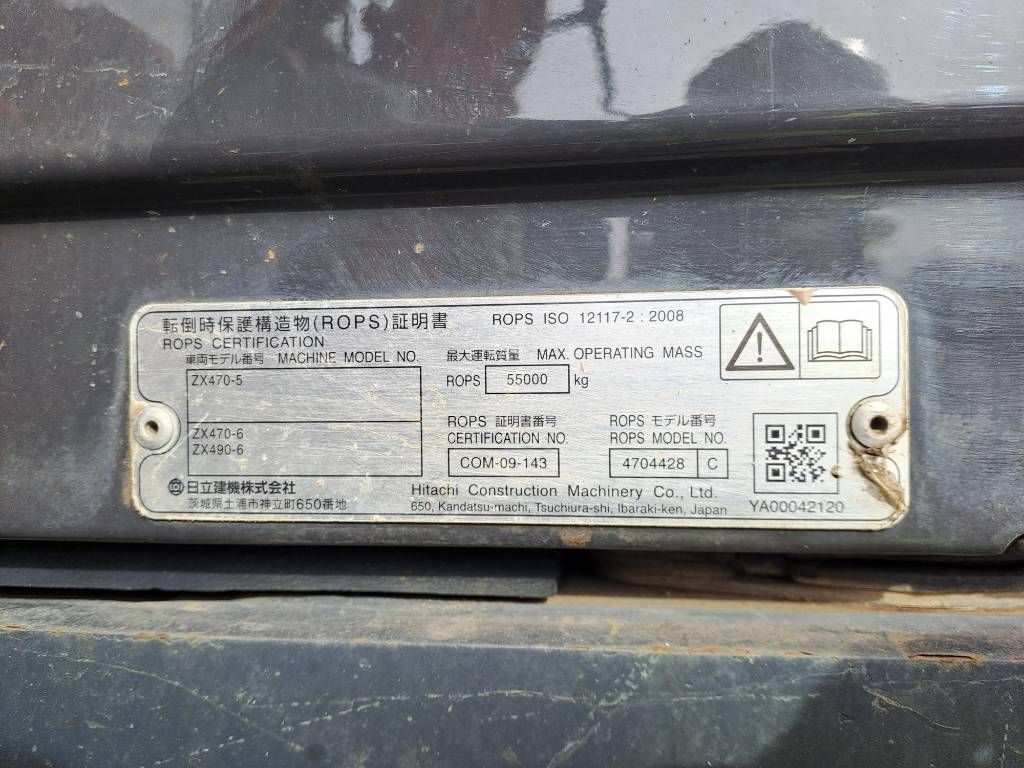 転倒時保護構造物(ROPS)証明書 ROPS ISO 12117-2 : 2008
ROPS CERTIFICATION
車両モデル番号 MACHINE MODEL NO. 最大運転質量 MAX. OPERATING MASS
ZX470-5
ROPS 55000 kg
ZX470-6
ZX490-6
ROPS 証明書番号 ROPS モデル番号
CERTIFICATION NO. ROPS MODEL NO.
COM-09-143 4704428 C
日立建機株式会社 Hitachi Construction Machinery Co., Ltd.
茨城県土浦市神立町650番地 650, Kandatsu-machi, Tsuchiura-shi, Ibaraki-ken, Japan YA00042120